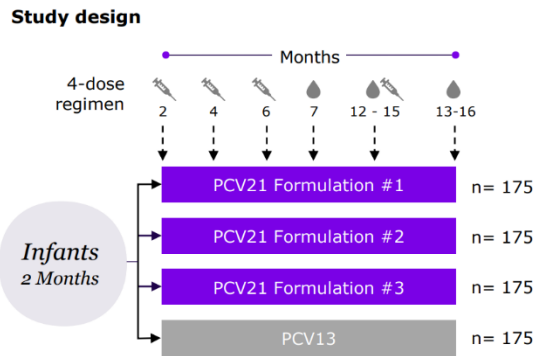 Study design
Months
4-dose
regimen
2 4 6 7 12 - 15 13-16
PCV21 Formulation #1 n= 175
PCV21 Formulation #2 n= 175
Infants
2 Months
PCV21 Formulation #3 n= 175
PCV13 n= 175